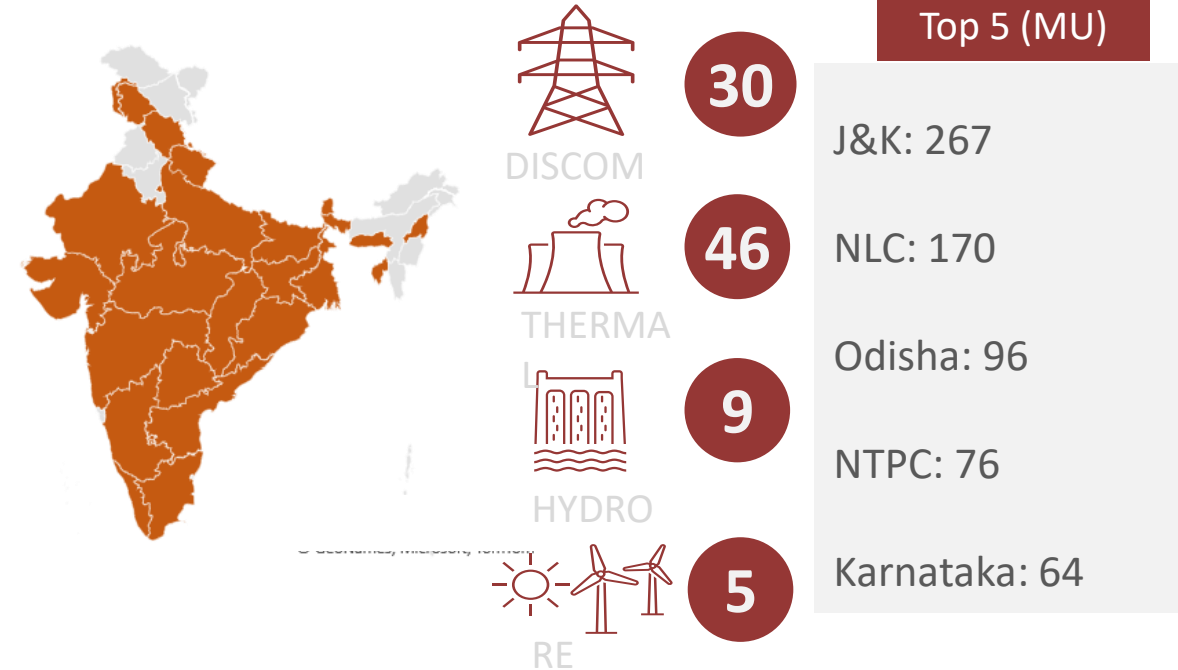 30
DISCOM
46
THERMA
L
9
HYDRO
5
RE
Top 5 (MU)
J&K: 267
NLC: 170
Odisha: 96
NTPC: 76
Karnataka: 64